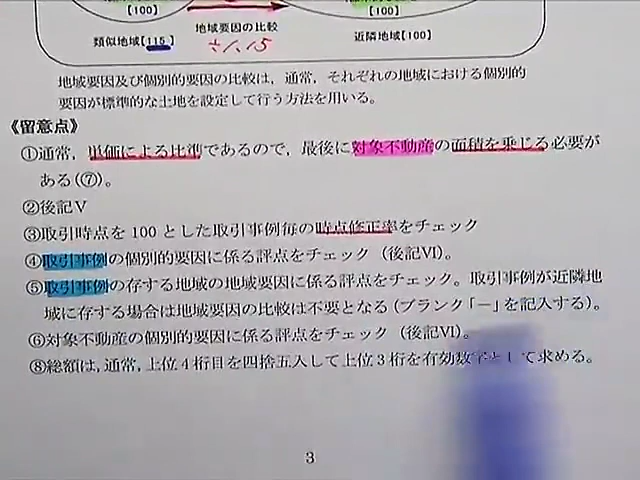 【100】
【100】
地域要因の比較
類似地域【115】
÷1.15
近隣地域【100】
地域要因及び個別的要因の比較は，通常，それぞれの地域における個別的
要因が標準的な土地を設定して行う方法を用いる。
《留意点》
①通常，単価による比準であるので，最後に対象不動産の面積を乗じる必要が
ある(⑦)。
②後記Ⅴ
③取引時点を100とした取引事例毎の時点修正率をチェック
④取引事例の個別的要因に係る評点をチェック（後記Ⅵ）。
⑤取引事例の存する地域の地域要因に係る評点をチェック。取引事例が近隣地
域に存する場合は地域要因の比較は不要となる(ブランク「－」を記入する)。
⑥対象不動産の個別的要因に係る評点をチェック（後記Ⅵ）。
⑧総額は，通常，上位４桁目を四捨五入して上位３桁を有効数字として求める。
3